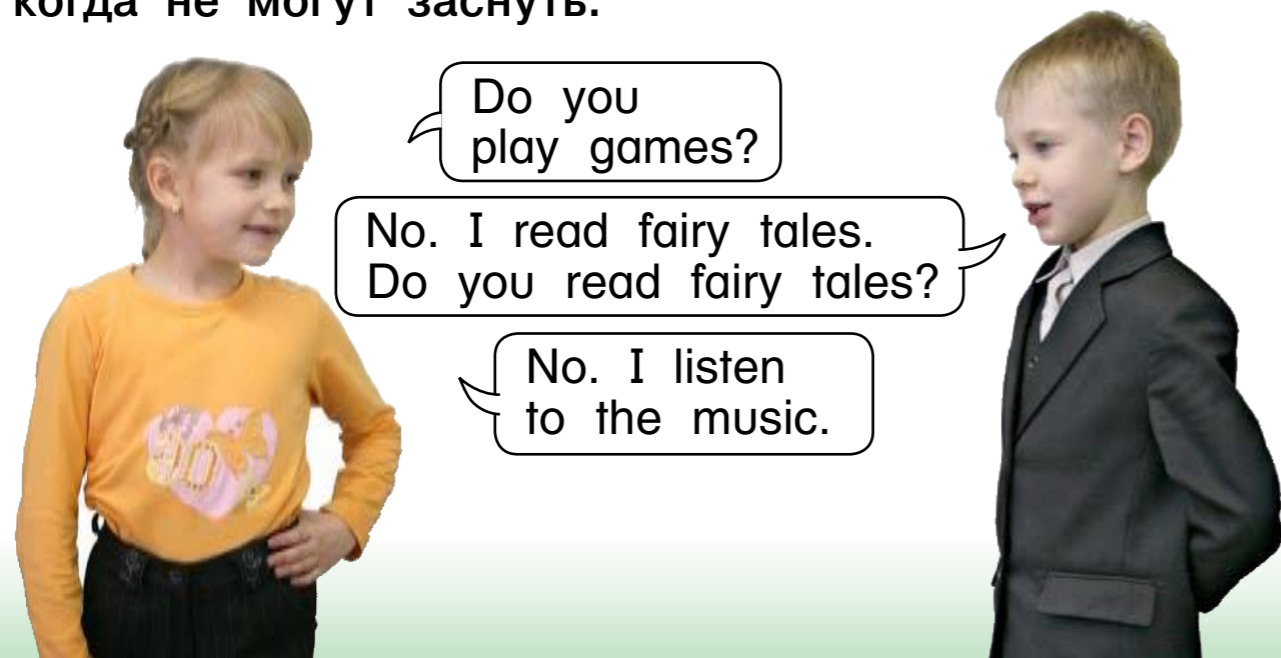 когда не могут заснуть.
Do you
play games?
No. I read fairy tales.
Do you read fairy tales?
No. I listen
to the music.